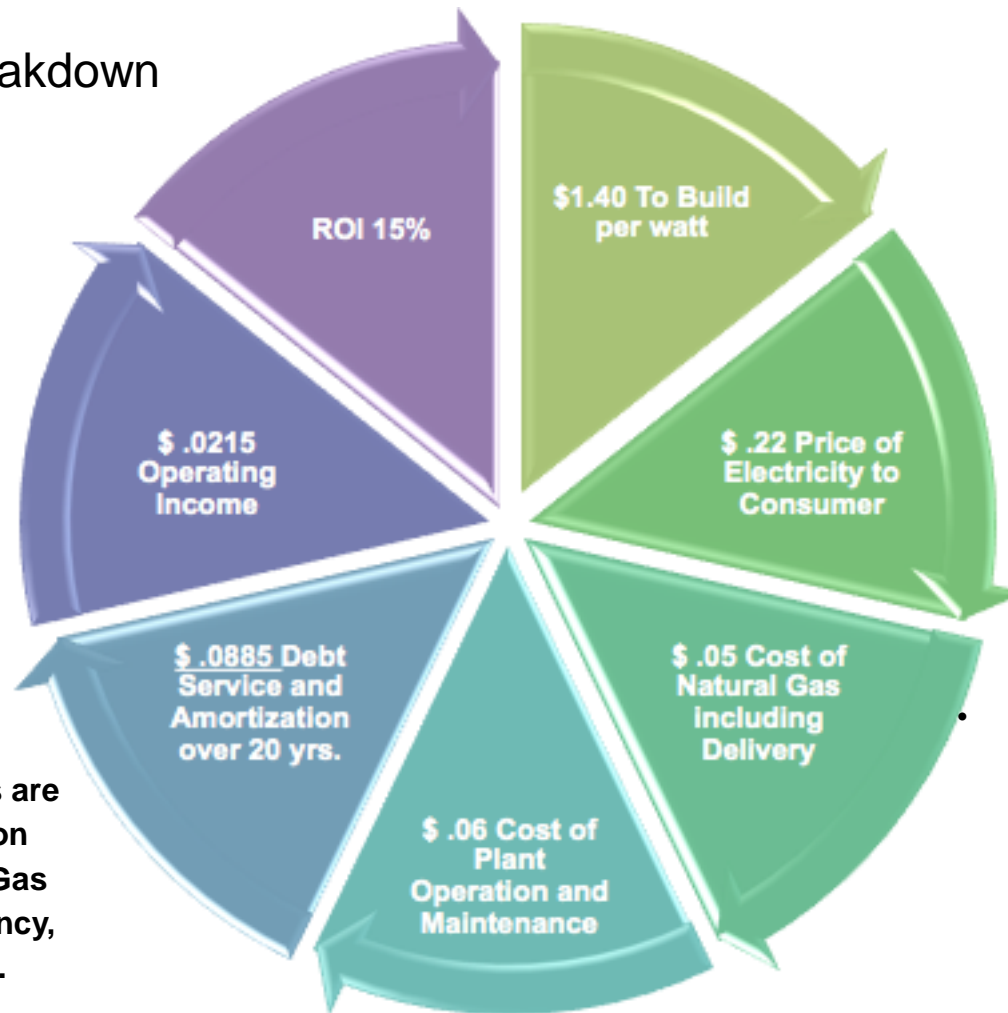 akdown
$1.40 To Build
per watt
$ .22 Price of
Electricity to
Consumer
$ .05 Cost of
Natural Gas
including
Delivery
.
$ .06 Cost of
Plant
Operation and
Maintenance
$ .0885 Debt
Service and
Amortization
over 20 yrs.
$ .0215
Operating
Income
ROI 15%
s are
on
Gas
ncy,
.